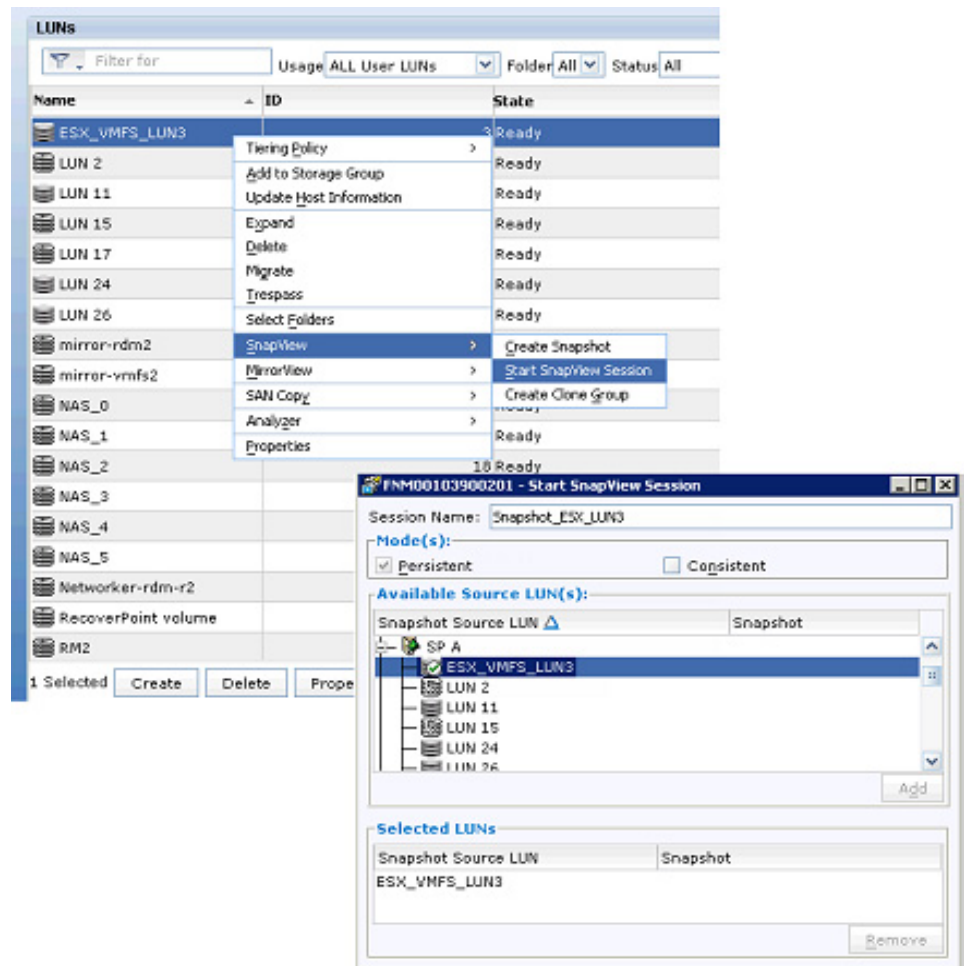 LUNs
Filter for Usage ALL User LUNs Folder All Status All
Name ID State
ESX_VMFS_LUN3 3 Ready
LUN 2 Ready
LUN 11 Ready
LUN 15 Ready
LUN 17 Ready
LUN 24 Ready
LUN 26 Ready
mirror-rdm2
mirror-vmfs2
NAS_0
NAS_1 Ready
NAS_2 18 Ready
NAS_3
NAS_4
NAS_5
Networker-rdm-r2
RecoverPoint volume
RM2
1 Selected Create Delete Prope
Tiering Policy
Add to Storage Group
Update Host Information
Expand
Delete
Migrate
Trespass
Select Folders
SnapView
MirrorView
SAN Copy
Analyzer
Properties
Create Snapshot
Start SnapView Session
Create Clone Group
FNM00103900201 - Start SnapView Session
Session Name: Snapshot_ESX_LUN3
Mode(s):
Persistent Consistent
Available Source LUN(s):
Snapshot Source LUN Snapshot
SP A
ESX_VMFS_LUN3
LUN 2
LUN 11
LUN 15
LUN 24
LUN 26
Add
Selected LUNs
Snapshot Source LUN Snapshot
ESX_VMFS_LUN3
Remove